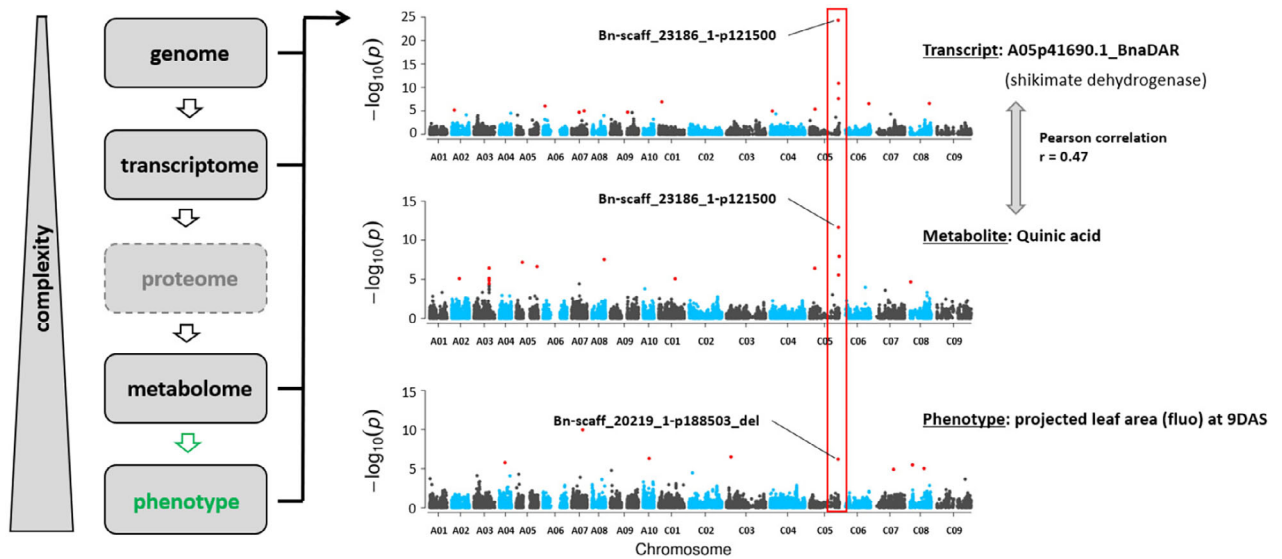 complexity
genome
transcriptome
proteome
metabolome
phenotype
25
20
15
10
5
0
−log10(p)
Bn-scaff_23186_1-p121500
A01 A02 A03 A04 A05 A06 A07 A08 A09 A10 C01 C02 C03 C04 C05 C06 C07 C08 C09
Transcript: A05p41690.1_BnaDAR
(shikimate dehydrogenase)
Pearson correlation
r = 0.47
15
10
5
0
−log10(p)
Bn-scaff_23186_1-p121500
A01 A02 A03 A04 A05 A06 A07 A08 A09 A10 C01 C02 C03 C04 C05 C06 C07 C08 C09
Metabolite: Quinic acid
15
10
5
0
−log10(p)
Bn-scaff_20219_1-p188503_del
A01 A02 A03 A04 A05 A06 A07 A08 A09 A10 C01 C02 C03 C04 C05 C06 C07 C08 C09
Chromosome
Phenotype: projected leaf area (fluo) at 9DAS